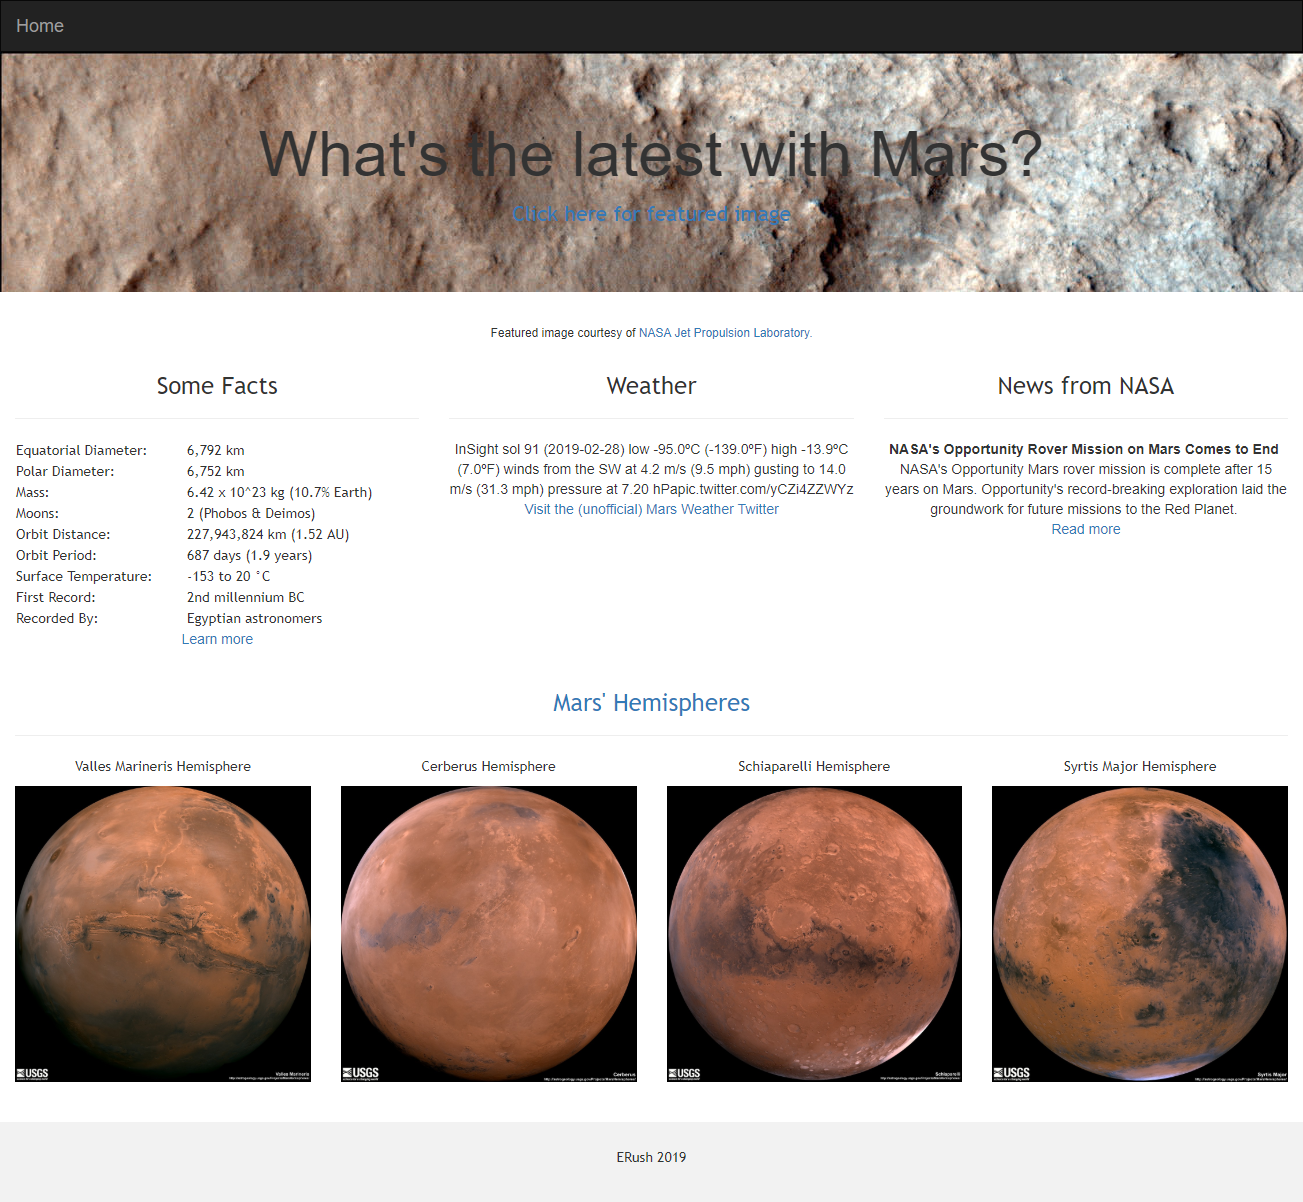 Home
What's the latest with Mars?
Click here for featured image
Featured image courtesy of NASA Jet Propulsion Laboratory.
Some Facts
Equatorial Diameter: 6,792 km
Polar Diameter: 6,752 km
Mass: 6.42 x 10^23 kg (10.7% Earth)
Moons: 2 (Phobos & Deimos)
Orbit Distance: 227,943,824 km (1.52 AU)
Orbit Period: 687 days (1.9 years)
Surface Temperature: -153 to 20 °C
First Record: 2nd millennium BC
Recorded By: Egyptian astronomers
Learn more
Weather
InSight sol 91 (2019-02-28) low -95.0ºC (-139.0ºF) high -13.9ºC
(7.0ºF) winds from the SW at 4.2 m/s (9.5 mph) gusting to 14.0
m/s (31.3 mph) pressure at 7.20 hPapic.twitter.com/yCZi4ZZWYz
Visit the (unofficial) Mars Weather Twitter
News from NASA
NASA's Opportunity Rover Mission on Mars Comes to End
NASA's Opportunity Mars rover mission is complete after 15
years on Mars. Opportunity's record-breaking exploration laid the
groundwork for future missions to the Red Planet.
Read more
Mars' Hemispheres
Valles Marineris Hemisphere
USGS
Valles Marineris
Cerberus Hemisphere
USGS
Cerberus
Schiaparelli Hemisphere
USGS
Schiaparelli
Syrtis Major Hemisphere
USGS
Syrtis Major
ERush 2019